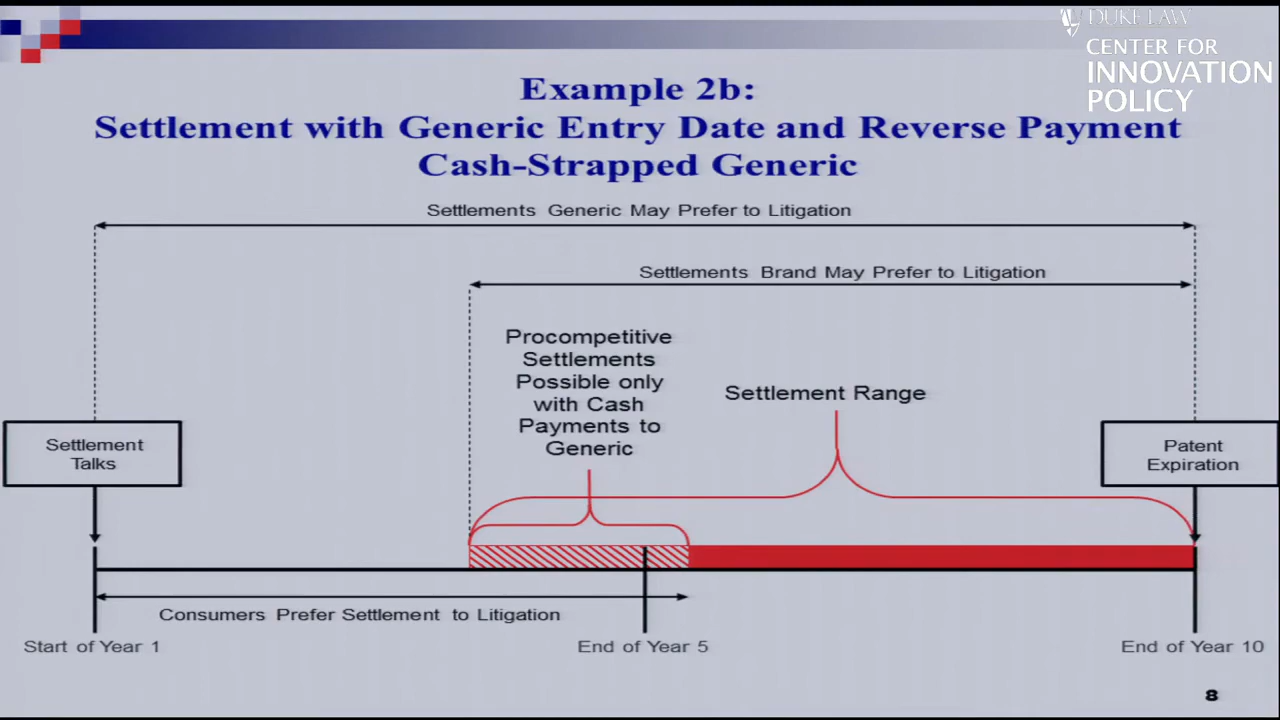 DUKE LAW
CENTER FOR
INNOVATION
POLICY
Example 2b:
Settlement with Generic Entry Date and Reverse Payment
Cash-Strapped Generic
Settlements Generic May Prefer to Litigation
Settlements Brand May Prefer to Litigation
Procompetitive
Settlements
Possible only
with Cash
Payments to
Generic
Settlement Range
Settlement
Talks
Patent
Expiration
Consumers Prefer Settlement to Litigation
Start of Year 1
End of Year 5
End of Year 10
8